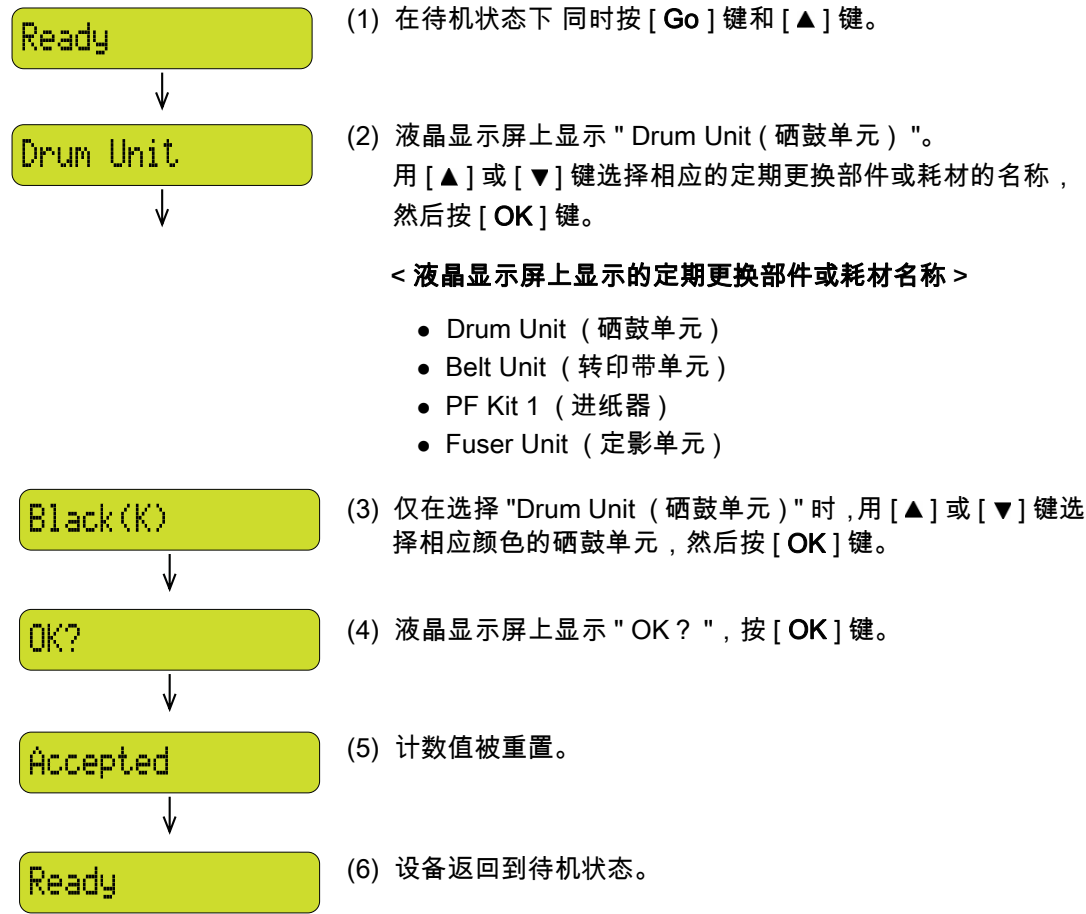 Ready
(1) 在待机状态下 同时按 [ Go ] 键和 [ ▲ ] 键。
Drum Unit
(2) 液晶显示屏上显示 " Drum Unit ( 硒鼓单元 ) "。
用 [ ▲ ] 或 [ ▼ ] 键选择相应的定期更换部件或耗材的名称 ,
然后按 [ OK ] 键。
< 液晶显示屏上显示的定期更换部件或耗材名称 >
● Drum Unit ( 硒鼓单元 )
● Belt Unit ( 转印带单元 )
● PF Kit 1 ( 进纸器 )
● Fuser Unit ( 定影单元 )
Black(K)
(3) 仅在选择 "Drum Unit ( 硒鼓单元 ) " 时 ,用 [ ▲ ] 或 [ ▼ ] 键选
择相应颜色的硒鼓单元 , 然后按 [ OK ] 键。
OK?
(4) 液晶显示屏上显示 " OK ? " , 按 [ OK ] 键。
Accepted
(5) 计数值被重置。
Ready
(6) 设备返回到待机状态。